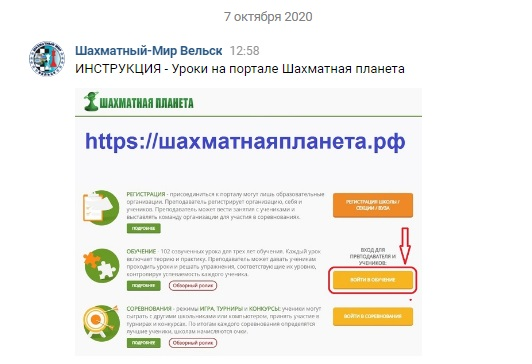 7 октября 2020
Шахматный-Мир Вельск 12:58
ИНСТРУКЦИЯ - Уроки на портале Шахматная планета
ШАХМАТНАЯ ПЛАНЕТА
https://шахматнаяпланета.рф
РЕГИСТРАЦИЯ - присоединиться к порталу могут лишь образовательные
организации. Преподаватель регистрирует организацию, себя и
учеников. Преподаватель может вести занятия с учениками и
выставлять команду организации для участия в соревнованиях.
ПОДРОБНЕЕ
РЕГИСТРАЦИЯ ШКОЛЫ /
СЕКЦИИ / ВУЗА
ОБУЧЕНИЕ - 102 озвученных урока для трех лет обучения. Каждый урок
включает теорию и практику. Преподаватель может давать ученикам
проходить уроки и решать упражнения, соответствующие их уровню,
контролируя успеваемость каждого ученика.
ПОДРОБНЕЕ
Обзорный ролик
ВХОД ДЛЯ
ПРЕПОДАВАТЕЛЕЙ И
УЧЕНИКОВ:
ВОЙТИ В ОБУЧЕНИЕ
СОРЕВНОВАНИЯ - режимы ИГРА, ТУРНИРЫ и КОНКУРСЫ: ученики могут
сыграть с другими школьниками или компьютером, принять участие в
турнирах и конкурсах. По итогам каждого соревнования определятся
лучшие ученики, школам начисляются очки.
ПОДРОБНЕЕ
Обзорный ролик
ВОЙТИ В СОРЕВНОВАНИЯ